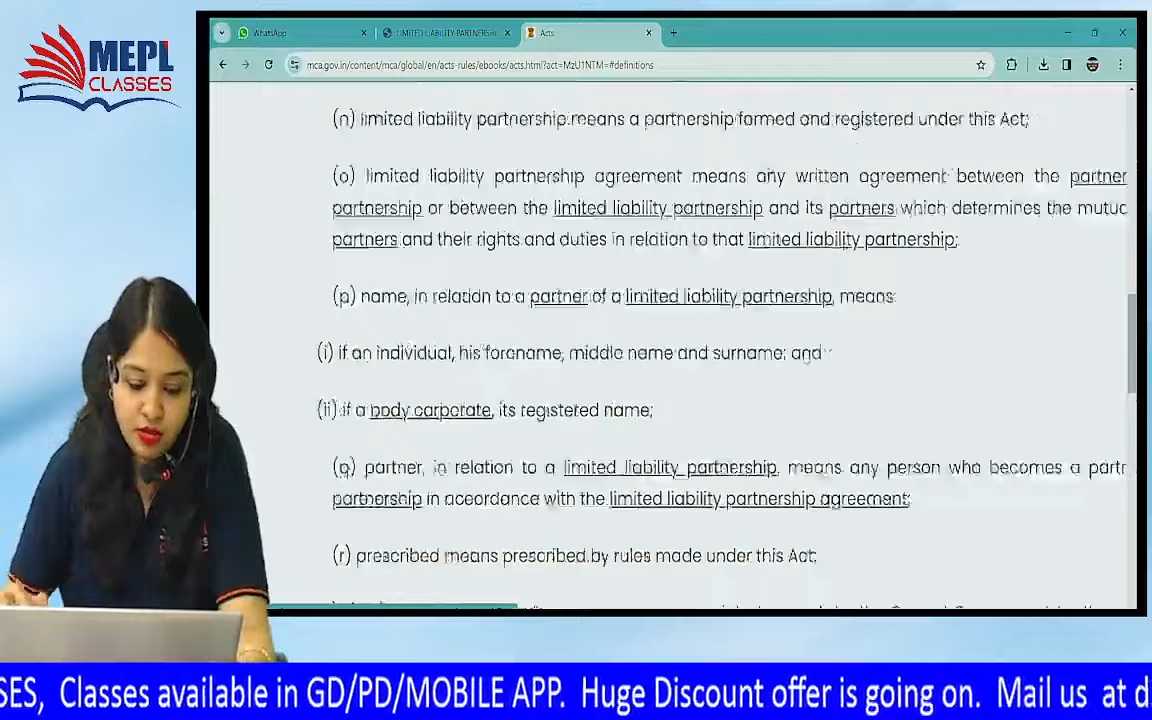 MEPL
CLASSES
WhatsApp
LIMITED LIABILITY PARTNERSHI
Acts
mca.gov.in/content/mca/global/en/acts-rules/ebooks/acts.html?act=MzU1NTM=#definitions
(n) limited liability partnership means a partnership formed and registered under this Act;
(o) limited liability partnership agreement means any written agreement between the partner
partnership or between the limited liability partnership and its partners which determines the mutua
partners and their rights and duties in relation to that limited liability partnership;
(p) name, in relation to a partner of a limited liability partnership, means
(i) if an individual, his forename, middle name and surname; and
(ii) if a body corporate, its registered name;
(q) partner, in relation to a limited liability partnership, means any person who becomes a partr
partnership in accordance with the limited liability partnership agreement;
(r) prescribed means prescribed by rules made under this Act;
SES, Classes available in GD/PD/MOBILE APP. Huge Discount offer is going on. Mail us at d